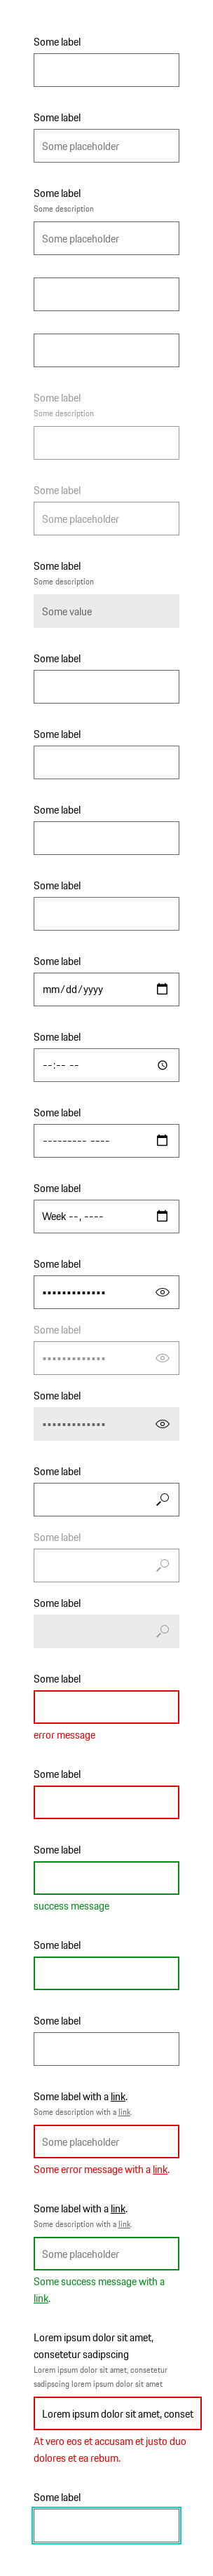 Some label
Some label
Some placeholder
Some label
Some description
Some placeholder
Some label
Some description
Some label
Some placeholder
Some label
Some description
Some value
Some label
Some label
Some label
Some label
Some label
mm/dd/yyyy
Some label
--:-- --
Some label
--------- ----
Some label
Week --, ----
Some label
•••••••••••••
Some label
•••••••••••••
Some label
•••••••••••••
Some label
Some label
Some label
Some label
error message
Some label
Some label
success message
Some label
Some label
Some label with a link.
Some description with a link.
Some placeholder
Some error message with a link.
Some label with a link.
Some description with a link.
Some placeholder
Some success message with a
link.
Lorem ipsum dolor sit amet,
consetetur sadipscing
Lorem ipsum dolor sit amet, consetetur
sadipscing lorem ipsum dolor sit amet
Lorem ipsum dolor sit amet, conset
At vero eos et accusam et justo duo
dolores et ea rebum.
Some label